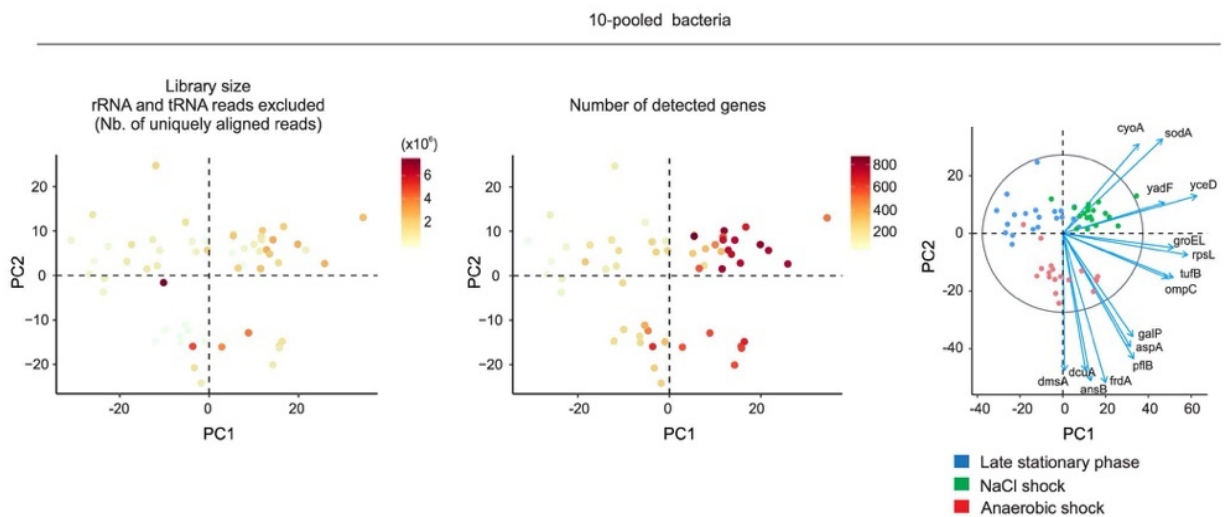 10-pooled bacteria
Library size
rRNA and tRNA reads excluded
(Nb. of uniquely aligned reads)
(x10⁶)
6
4
2
20
10
0
−10
−20
PC2
-20
0
20
PC1
Number of detected genes
800
600
400
200
20
10
0
−10
−20
PC2
-20
0
20
PC1
cyoA
sodA
yadF
yceD
groEL
rpsL
tufB
ompC
galP
aspA
pflB
dmsA
dcuA
ansB
frdA
20
0
-20
-40
PC2
-40
-20
0
20
40
60
PC1
Late stationary phase
NaCl shock
Anaerobic shock